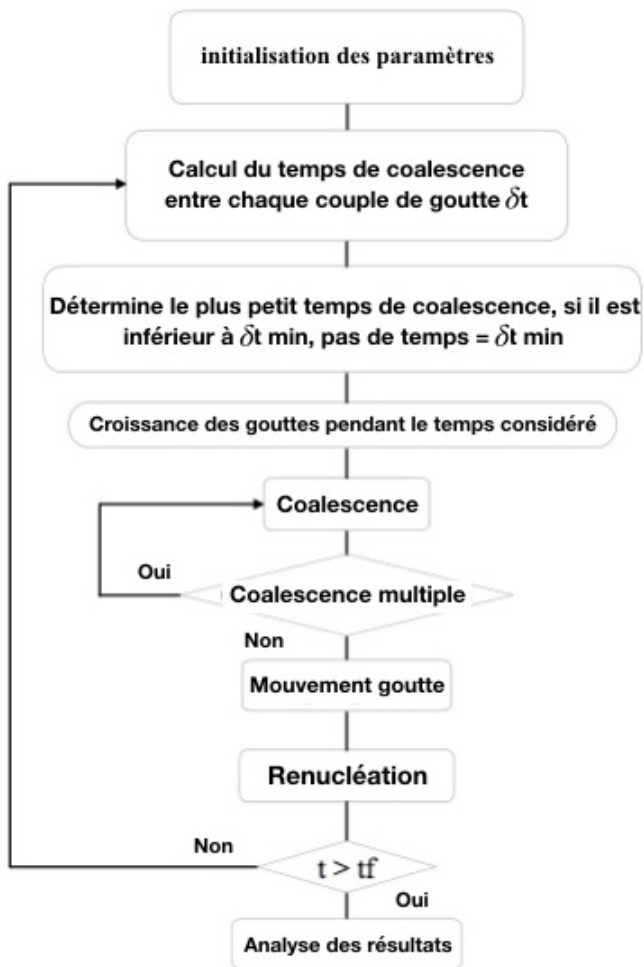 initialisation des paramètres
Calcul du temps de coalescence
entre chaque couple de goutte δt
Détermine le plus petit temps de coalescence, si il est
inférieur à δt min, pas de temps = δt min
Croissance des gouttes pendant le temps considéré
Coalescence
Oui
Coalescence multiple
Non
Mouvement goutte
Renucléation
Non
t > tf
Oui
Analyse des résultats